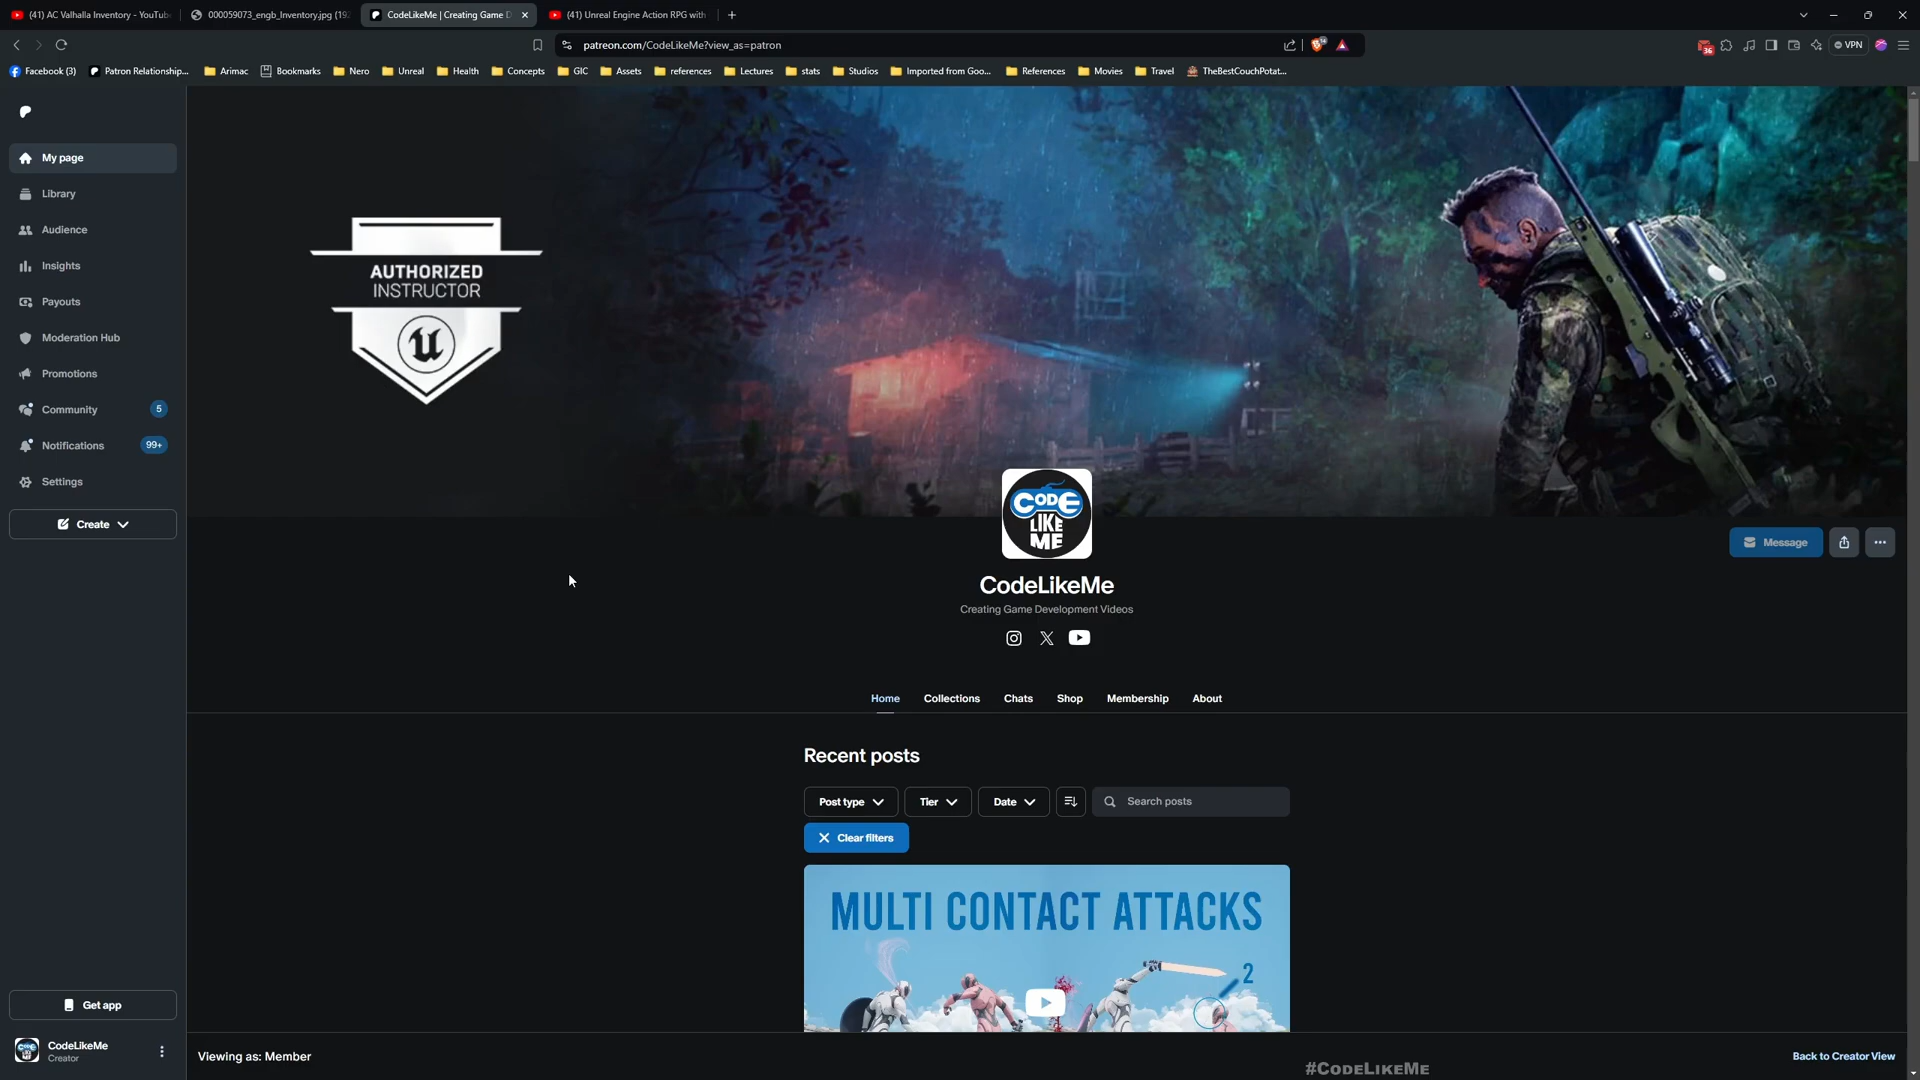 (41) AC Valhalla Inventory - YouTub
000059073_engb_Inventory.jpg (19
CodeLikeMe | Creating Game D
(41) Unreal Engine Action RPG with
patreon.com/CodeLikeMe?view_as=patron
36
VPN
Facebook (3)
Patron Relationship...
Arimac
Bookmarks
Nero
Unreal
Health
Concepts
GIC
Assets
references
Lectures
stats
Studios
Imported from Goo...
References
Movies
Travel
TheBestCouchPotat...
My page
Library
Audience
Insights
Payouts
Moderation Hub
Promotions
Community 5
Notifications 99+
Settings
Create
Get app
CodeLikeMe
Creator
AUTHORIZED
INSTRUCTOR
CODE
LIKE
ME
Message
CodeLikeMe
Creating Game Development Videos
Home
Collections
Chats
Shop
Membership
About
Recent posts
Post type
Tier
Date
Search posts
Clear filters
MULTI CONTACT ATTACKS
2
Viewing as: Member
#CODELIKEME
Back to Creator View